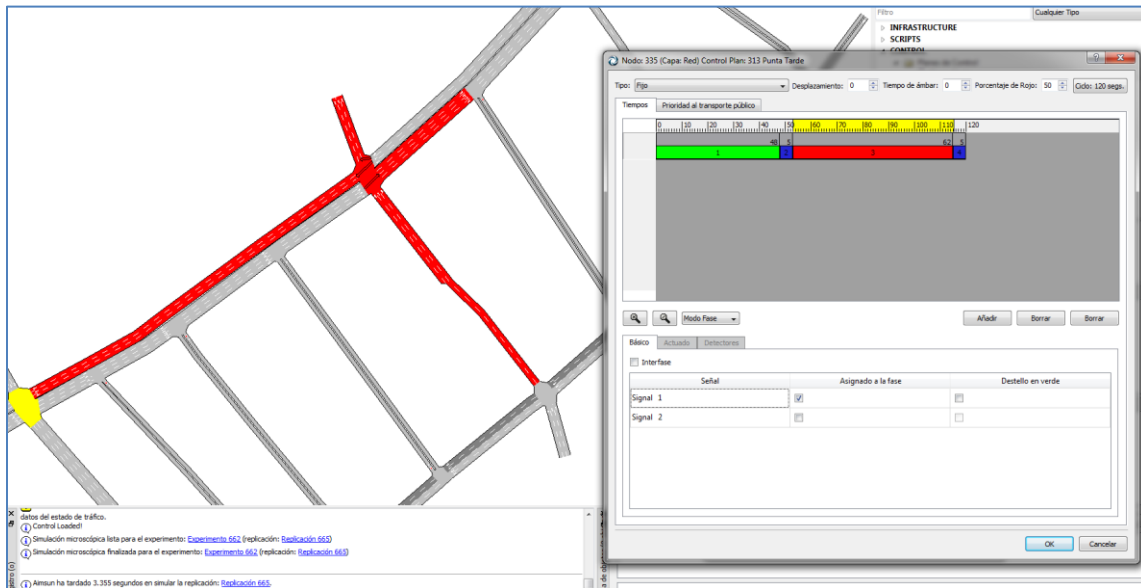 Filtro
Cualquier Tipo
INFRASTRUCTURE
SCRIPTS
CONTROL
Nodo: 335 (Capa: Red) Control Plan: 313 Punta Tarde
Tipo: Fijo Desplazamiento: 0 Tiempo de ámbar: 0 Porcentaje de Rojo: 50 Ciclo: 120 segs.
Tiempos Prioridad al transporte público
0 |10 |20 |30 |40 |50 |60 |70 |80 |90 |100 |110 |120
48 5 62 5
1 2 3 4
Modo Fase Añadir Borrar Borrar
Básico Actuado Detectores
Interfase
Señal Asignado a la fase Destello en verde
Signal 1
Signal 2
OK Cancelar
datos del estado de tráfico.
Control Loaded!
Simulación microscópica lista para el experimento: Experimento 662 (replicación: Replicación 665)
Simulación microscópica finalizada para el experimento: Experimento 662 (replicación: Replicación 665)
Aimsun ha tardado 3.355 segundos en simular la replicación: Replicación 665.